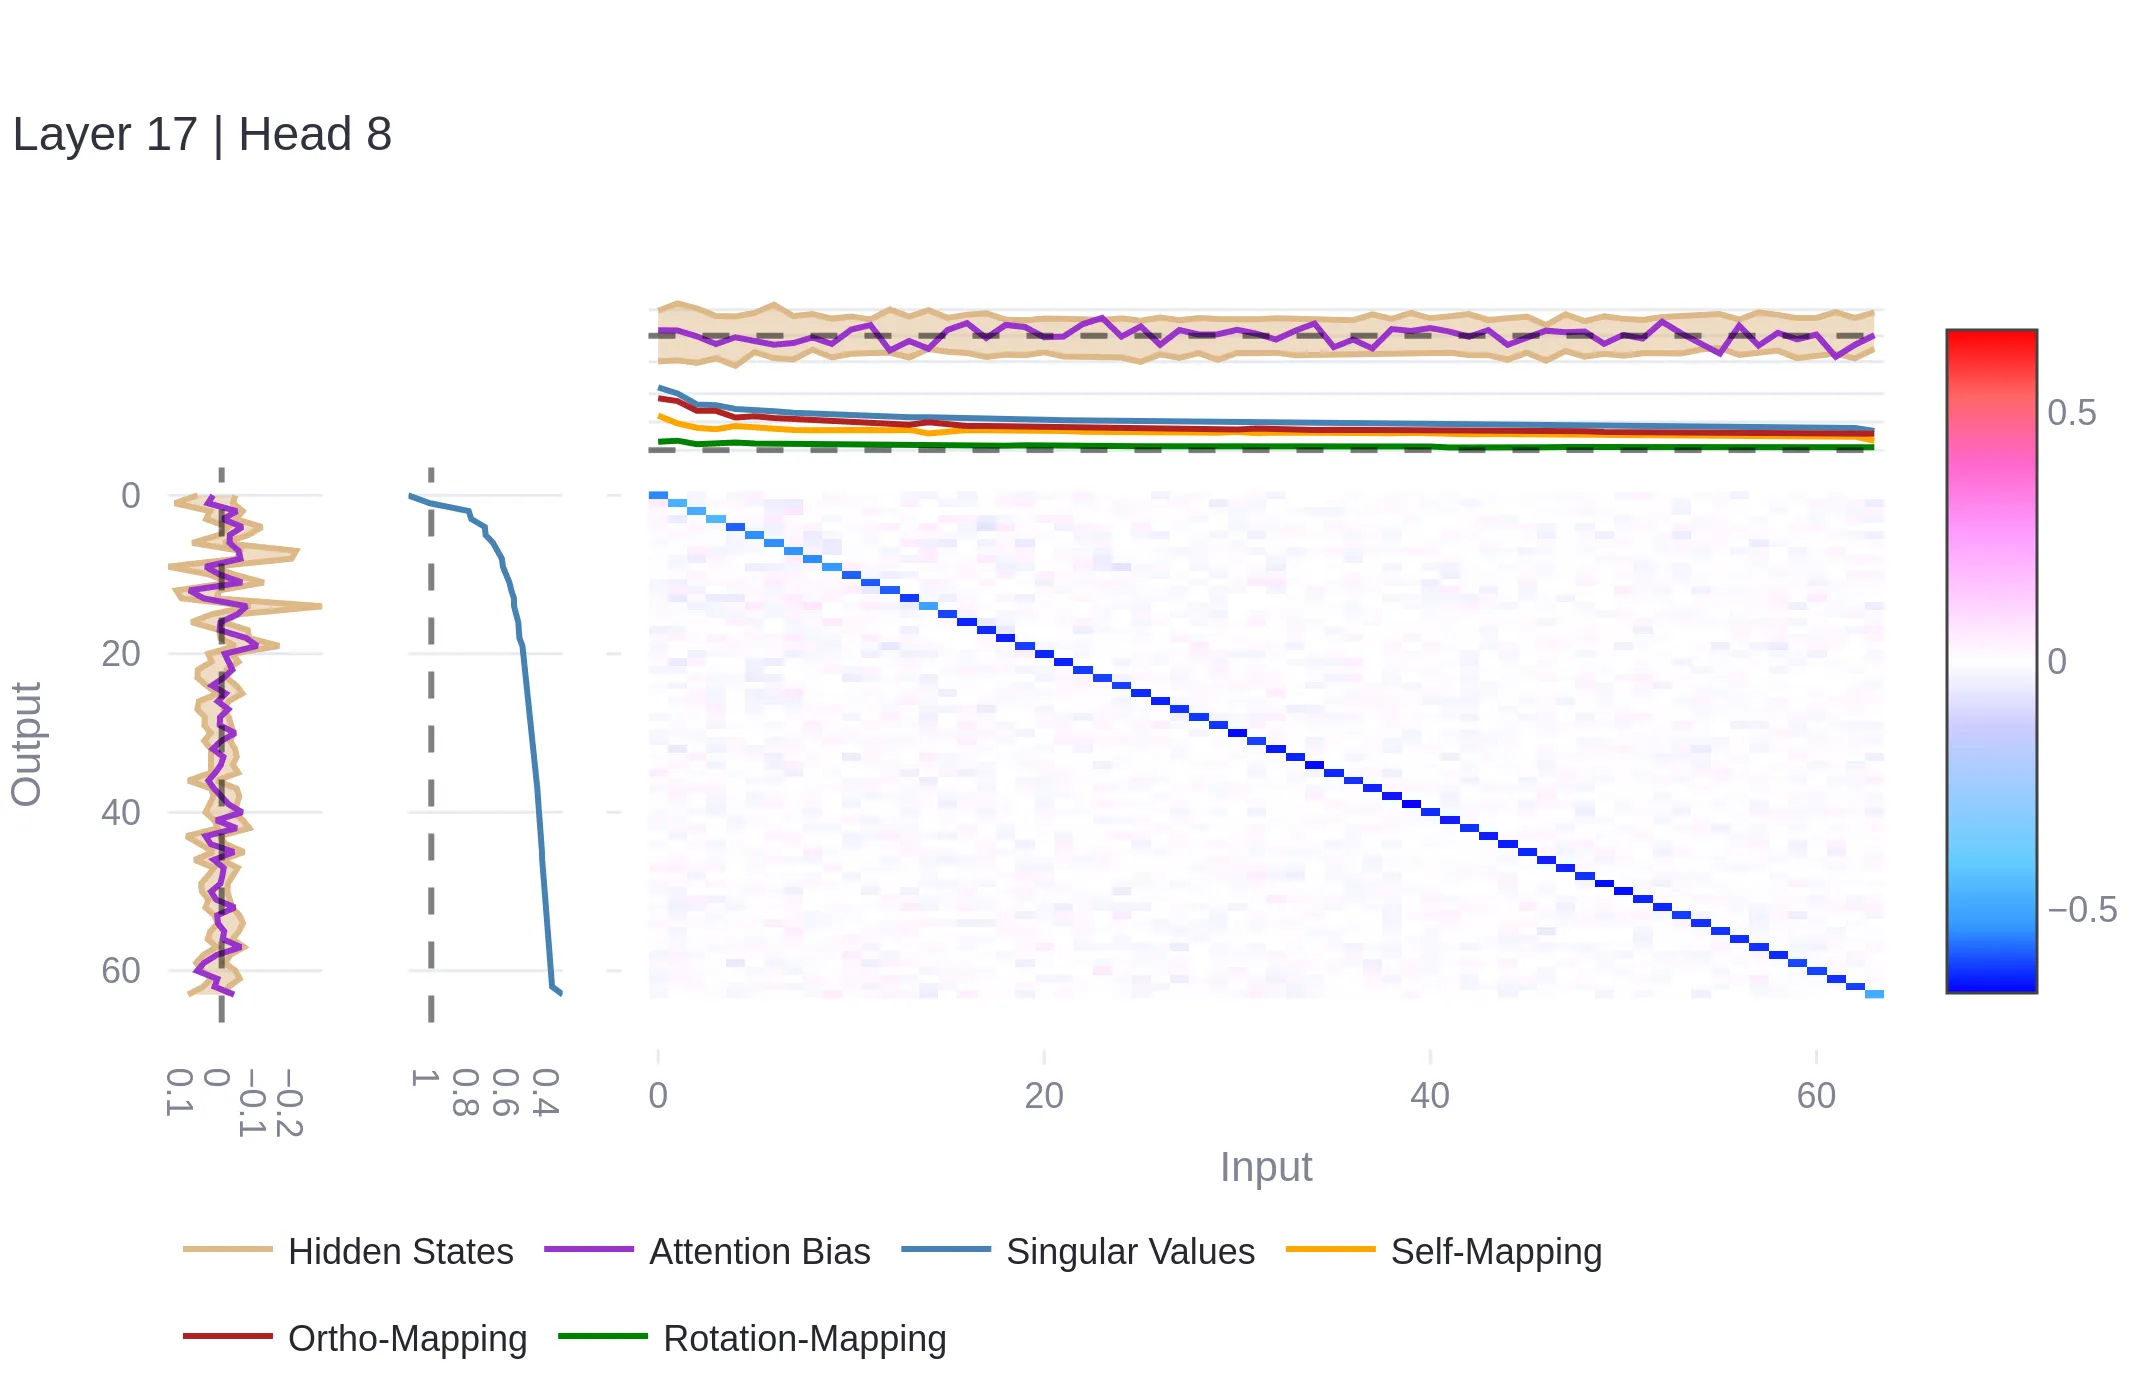 Layer 17 | Head 8
0
20
40
60
Output
0.1
0
−0.1
−0.2
1
0.8
0.6
0.4
0
20
40
60
Input
0.5
0
−0.5
Hidden States
Attention Bias
Singular Values
Self-Mapping
Ortho-Mapping
Rotation-Mapping